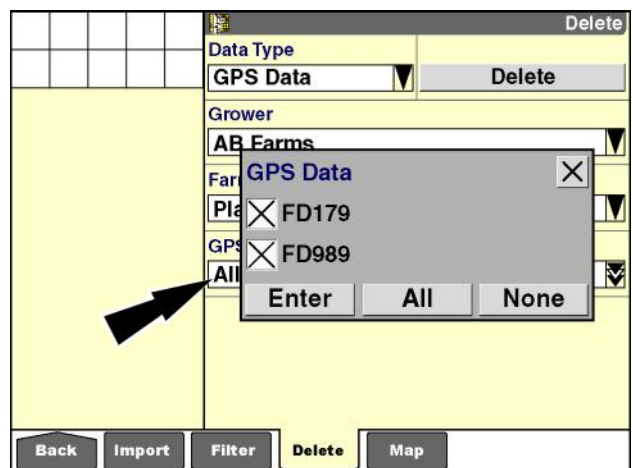 Delete
Data Type
GPS Data
Delete
Grower
AB Farms
GPS Data
FD179
FD989
Enter
All
None
All
Back
Import
Filter
Delete
Map